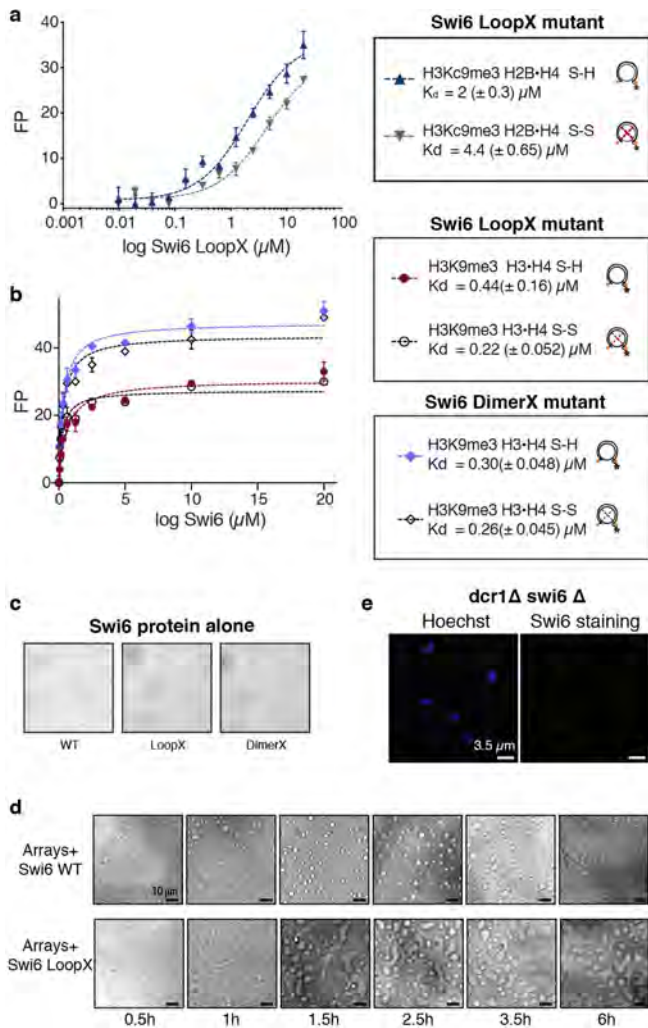 a
FP
40
30
20
10
0
0.001 0.01 0.1 1 10 100
log Swi6 LoopX (µM)
Swi6 LoopX mutant
H3Kc9me3 H2B•H4 S-H
Kd = 2 (± 0.3) µM
H3Kc9me3 H2B•H4 S-S
Kd = 4.4 (± 0.65) µM
b
FP
40
20
0
0 5 10 15 20
log Swi6 (µM)
Swi6 LoopX mutant
H3K9me3 H3•H4 S-H
Kd = 0.44(± 0.16) µM
H3K9me3 H3•H4 S-S
Kd = 0.22 (± 0.052) µM
Swi6 DimerX mutant
H3K9me3 H3•H4 S-H
Kd = 0.30(± 0.048) µM
H3K9me3 H3•H4 S-S
Kd = 0.26(± 0.045) µM
c
Swi6 protein alone
WT LoopX DimerX
e
dcr1Δ swi6 Δ
Hoechst Swi6 staining
3.5 µm
d
Arrays+
Swi6 WT
10 µm
Arrays+
Swi6 LoopX
0.5h 1h 1.5h 2.5h 3.5h 6h